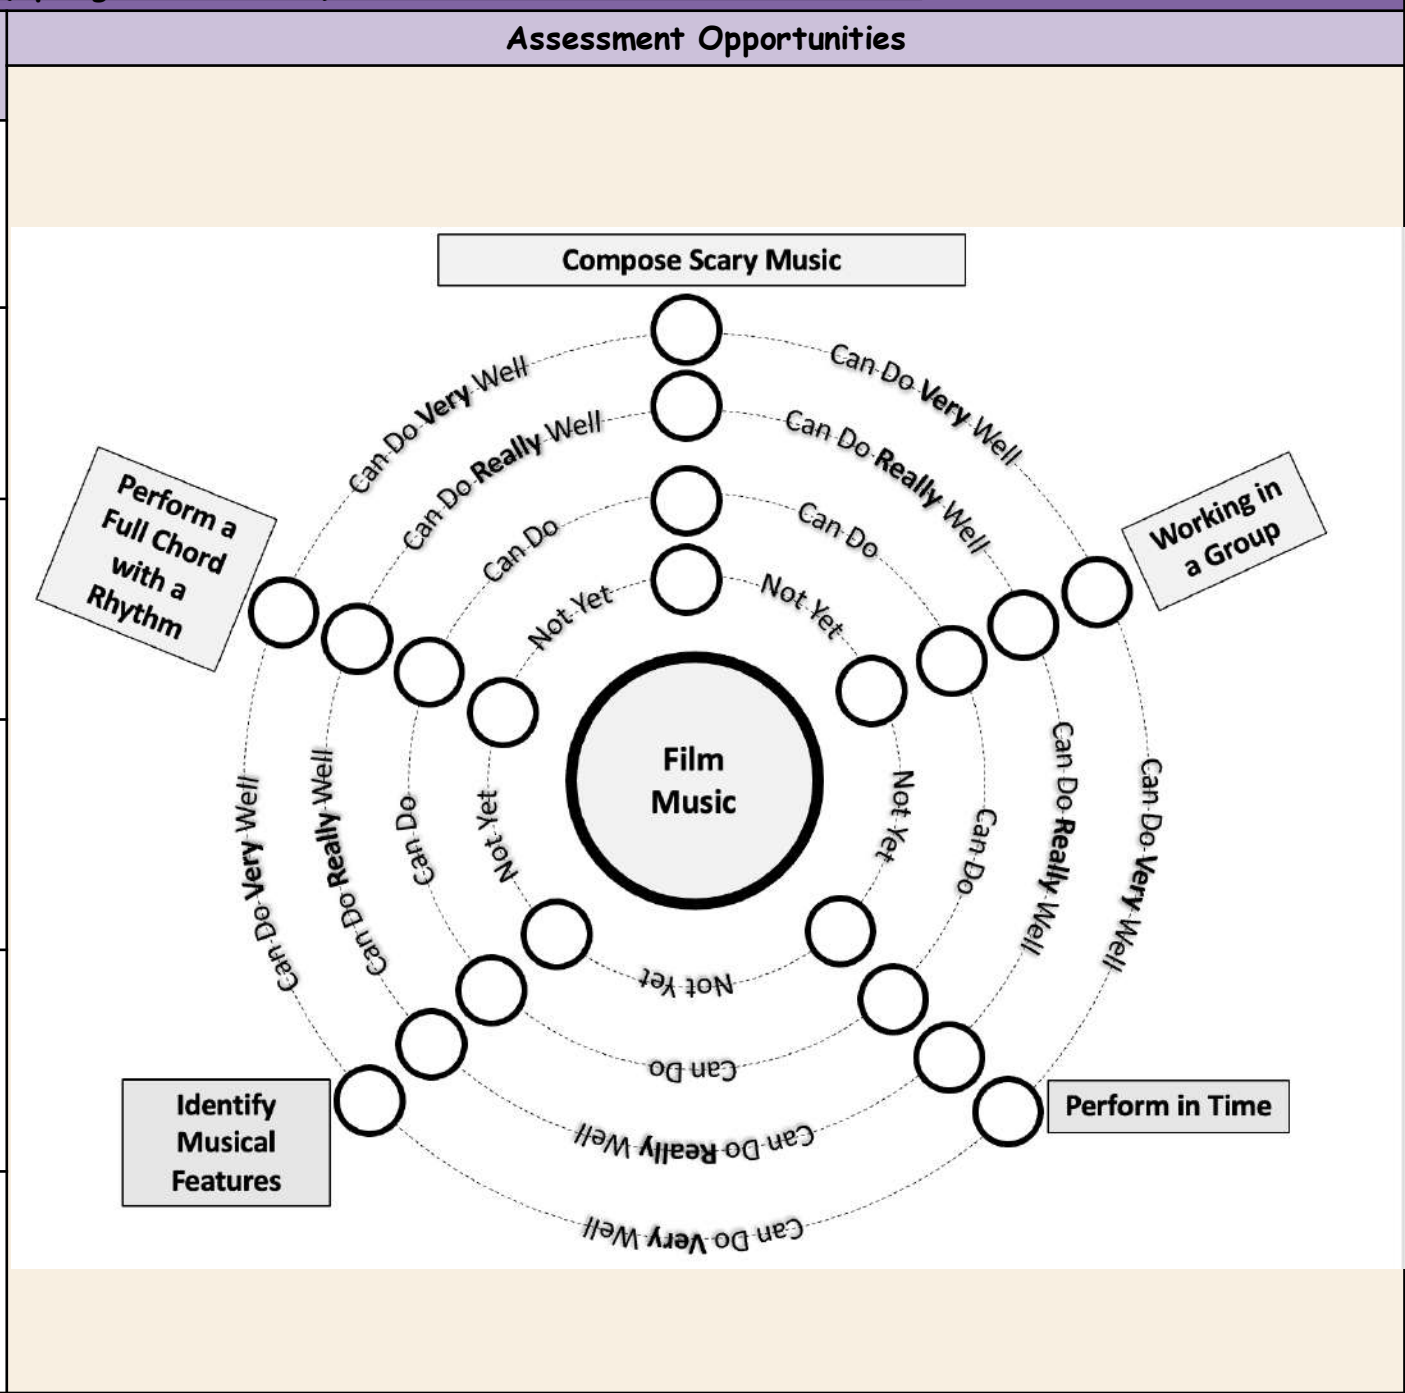 Assessment Opportunities
Compose Scary Music
Can Do Very Well
Can Do Very Well
Can Do Really Well
Can Do Really Well
Can Do
Can Do
Not Yet
Not Yet
Perform a
Full Chord
with a
Rhythm
Working in
a Group
Film
Music
Can Do Very Well
Can Do Really Well
Can Do
Not Yet
Not Yet
Can Do
Can Do Really Well
Can Do Very Well
Not Yet
Can Do
Can Do Really Well
Can Do Very Well
Identify
Musical
Features
Perform in Time